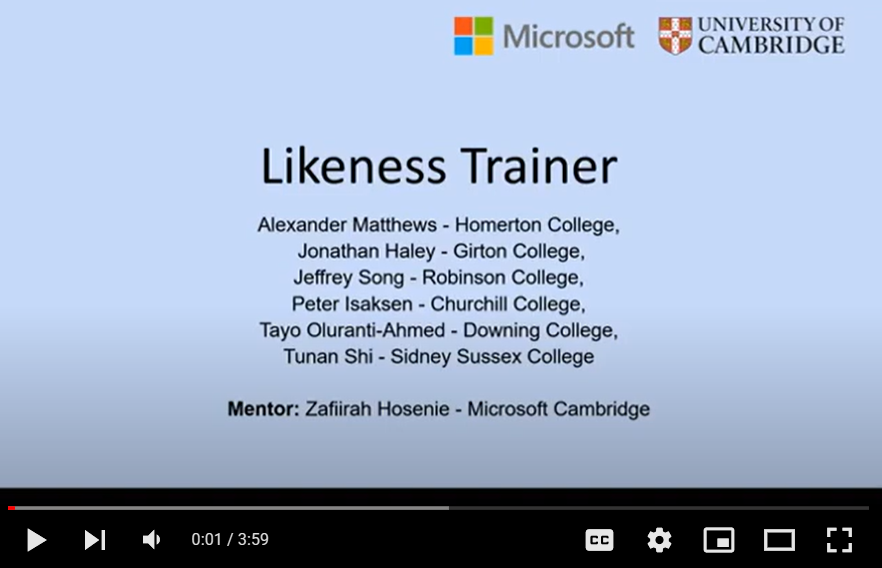 Microsoft
UNIVERSITY OF
CAMBRIDGE
Likeness Trainer
Alexander Matthews - Homerton College,
Jonathan Haley - Girton College,
Jeffrey Song - Robinson College,
Peter Isaksen - Churchill College,
Tayo Oluranti-Ahmed - Downing College,
Tunan Shi - Sidney Sussex College
Mentor: Zafiirah Hosenie - Microsoft Cambridge
0:01 / 3:59
CC